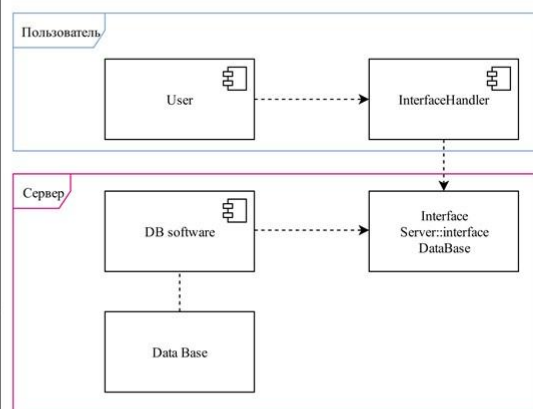 Пользователь
User
InterfaceHandler
Сервер
DB software
Interface
Server::interface
DataBase
Data Base